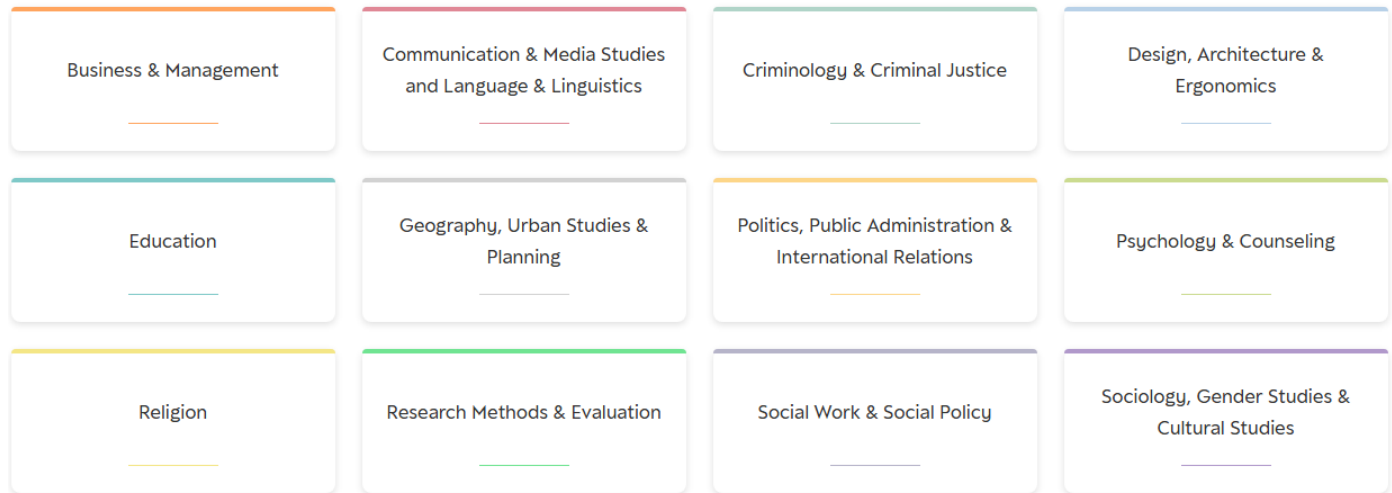 Business & Management
Communication & Media Studies
and Language & Linguistics
Criminology & Criminal Justice
Design, Architecture &
Ergonomics
Education
Geography, Urban Studies &
Planning
Politics, Public Administration &
International Relations
Psychology & Counseling
Religion
Research Methods & Evaluation
Social Work & Social Policy
Sociology, Gender Studies &
Cultural Studies